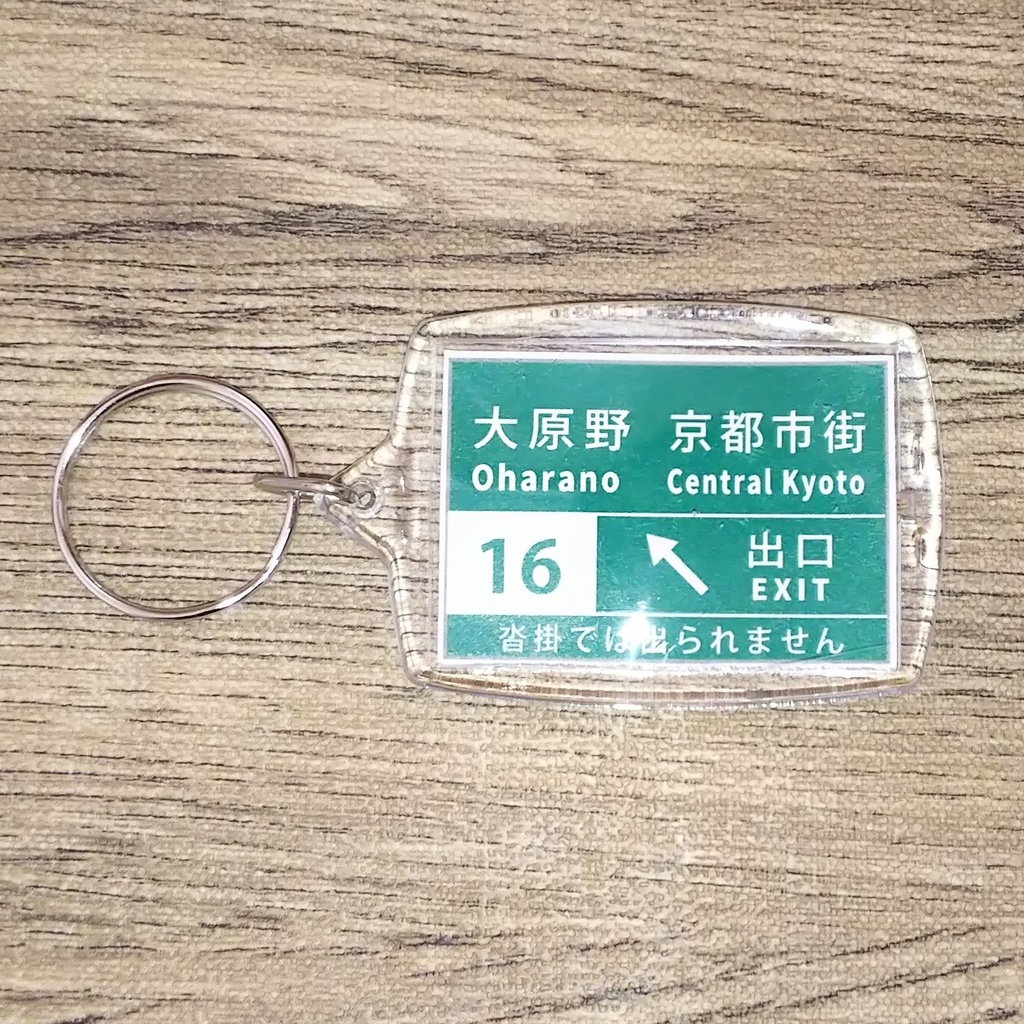 大原野 京都市街
Oharano Central Kyoto
16 出口
EXIT
沓掛では出られません